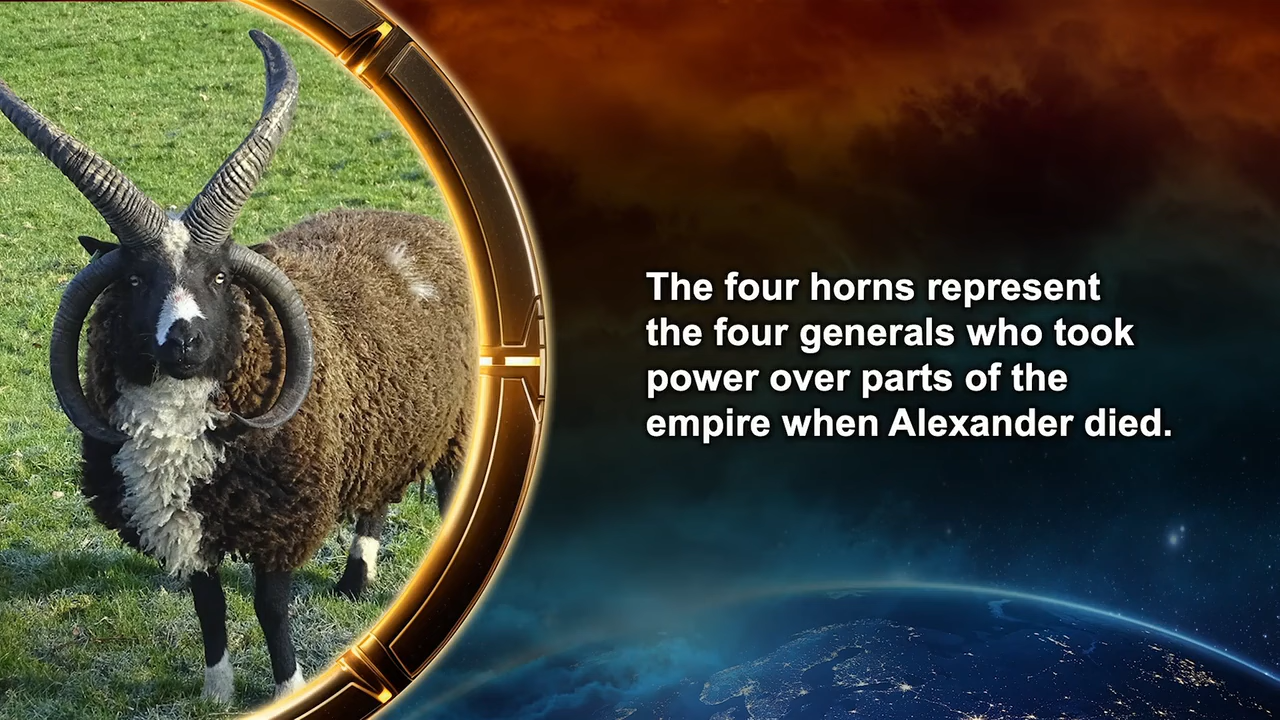 The four horns represent
the four generals who took
power over parts of the
empire when Alexander died.